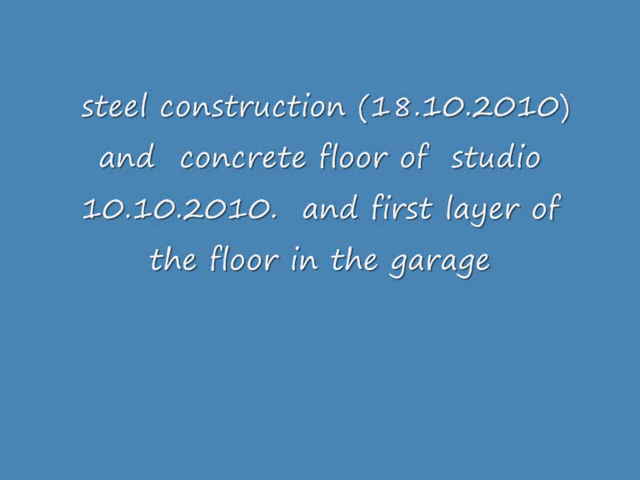 steel construction (18.10.2010)
and concrete floor of studio
10.10.2010. and first layer of
the floor in the garage